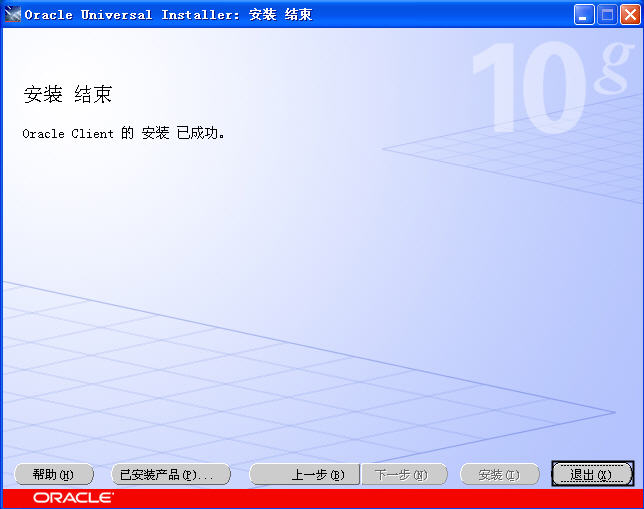 Oracle Universal Installer: 安装 结束
10g
安装 结束
Oracle Client 的 安装 已成功。
帮助(H) 已安装产品(P)... 上一步(B) 下一步(N) 安装(I) 退出(X)
ORACLE